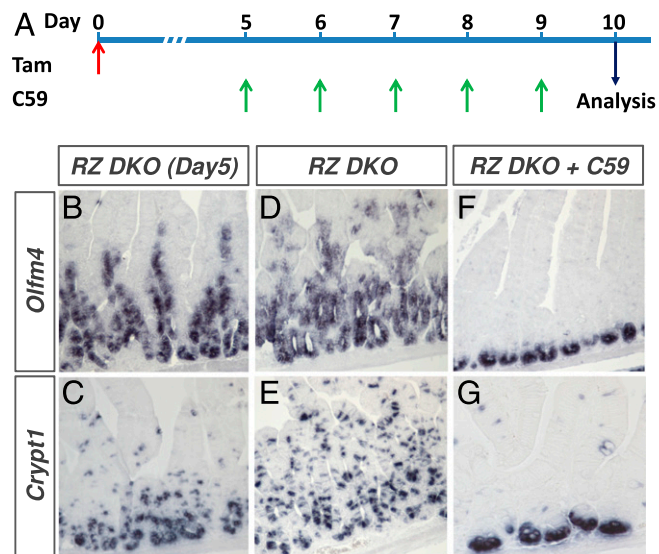 A Day 0 5 6 7 8 9 10
Tam
C59 Analysis
RZ DKO (Day5) RZ DKO RZ DKO + C59
Olfm4 B D F
Crypt1 C E G